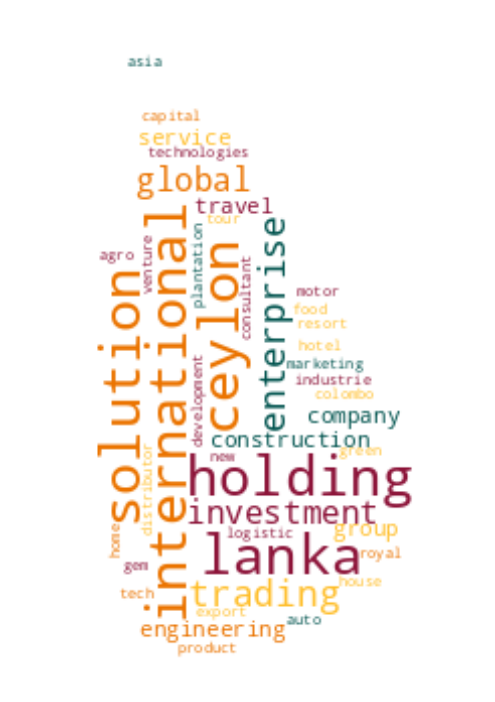 asia
capital
service
technologies
global
travel
tour
international
solution
ceylon
enterprise
agro
venture
plantation
consultant
motor
food
resort
hotel
marketing
industrie
colombo
development
company
construction
distributor
new
green
holding
investment
group
logistic
lanka
home
royal
gem
house
tech
trading
export
auto
engineering
product